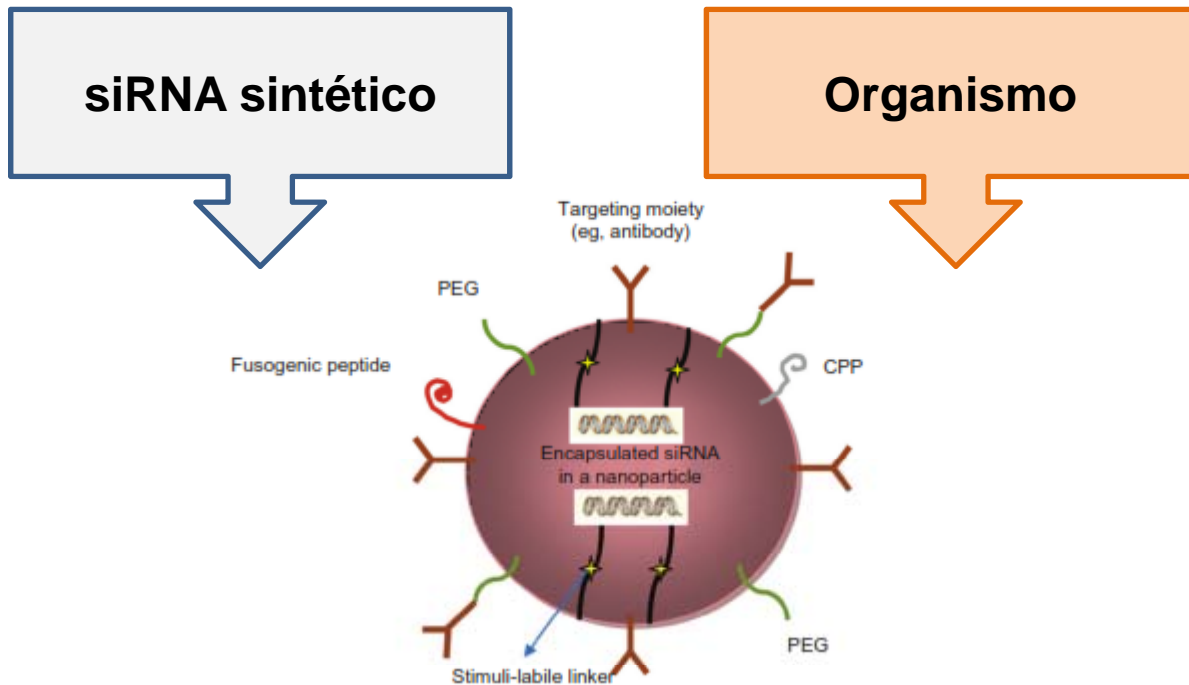 siRNA sintético
Organismo
Targeting moiety
(eg, antibody)
PEG
Fusogenic peptide
CPP
Encapsulated siRNA
in a nanoparticle
PEG
Stimuli-labile linker